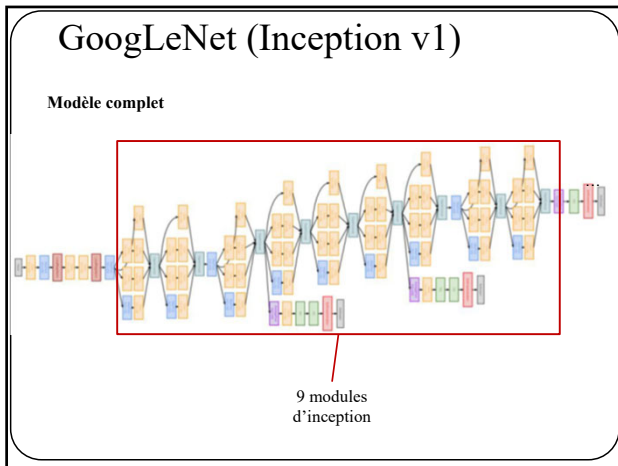 GoogLeNet (Inception v1)
Modèle complet
...
9 modules
d'inception